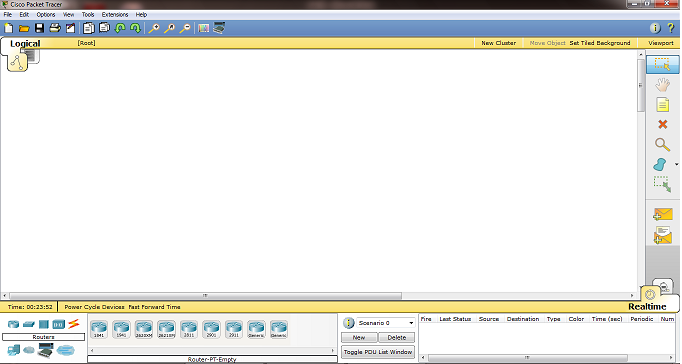 Cisco Packet Tracer
File Edit Options View Tools Extensions Help
Logical [Root] New Cluster Move Object Set Tiled Background Viewport
Time: 00:23:52 Power Cycle Devices Fast Forward Time Realtime
Routers
1841 1941 2620XM 2621XM 2811 2901 2911 Generic Generic
Router-PT-Empty
Scenario 0
New Delete
Toggle PDU List Window
Fire Last Status Source Destination Type Color Time (sec) Periodic Num